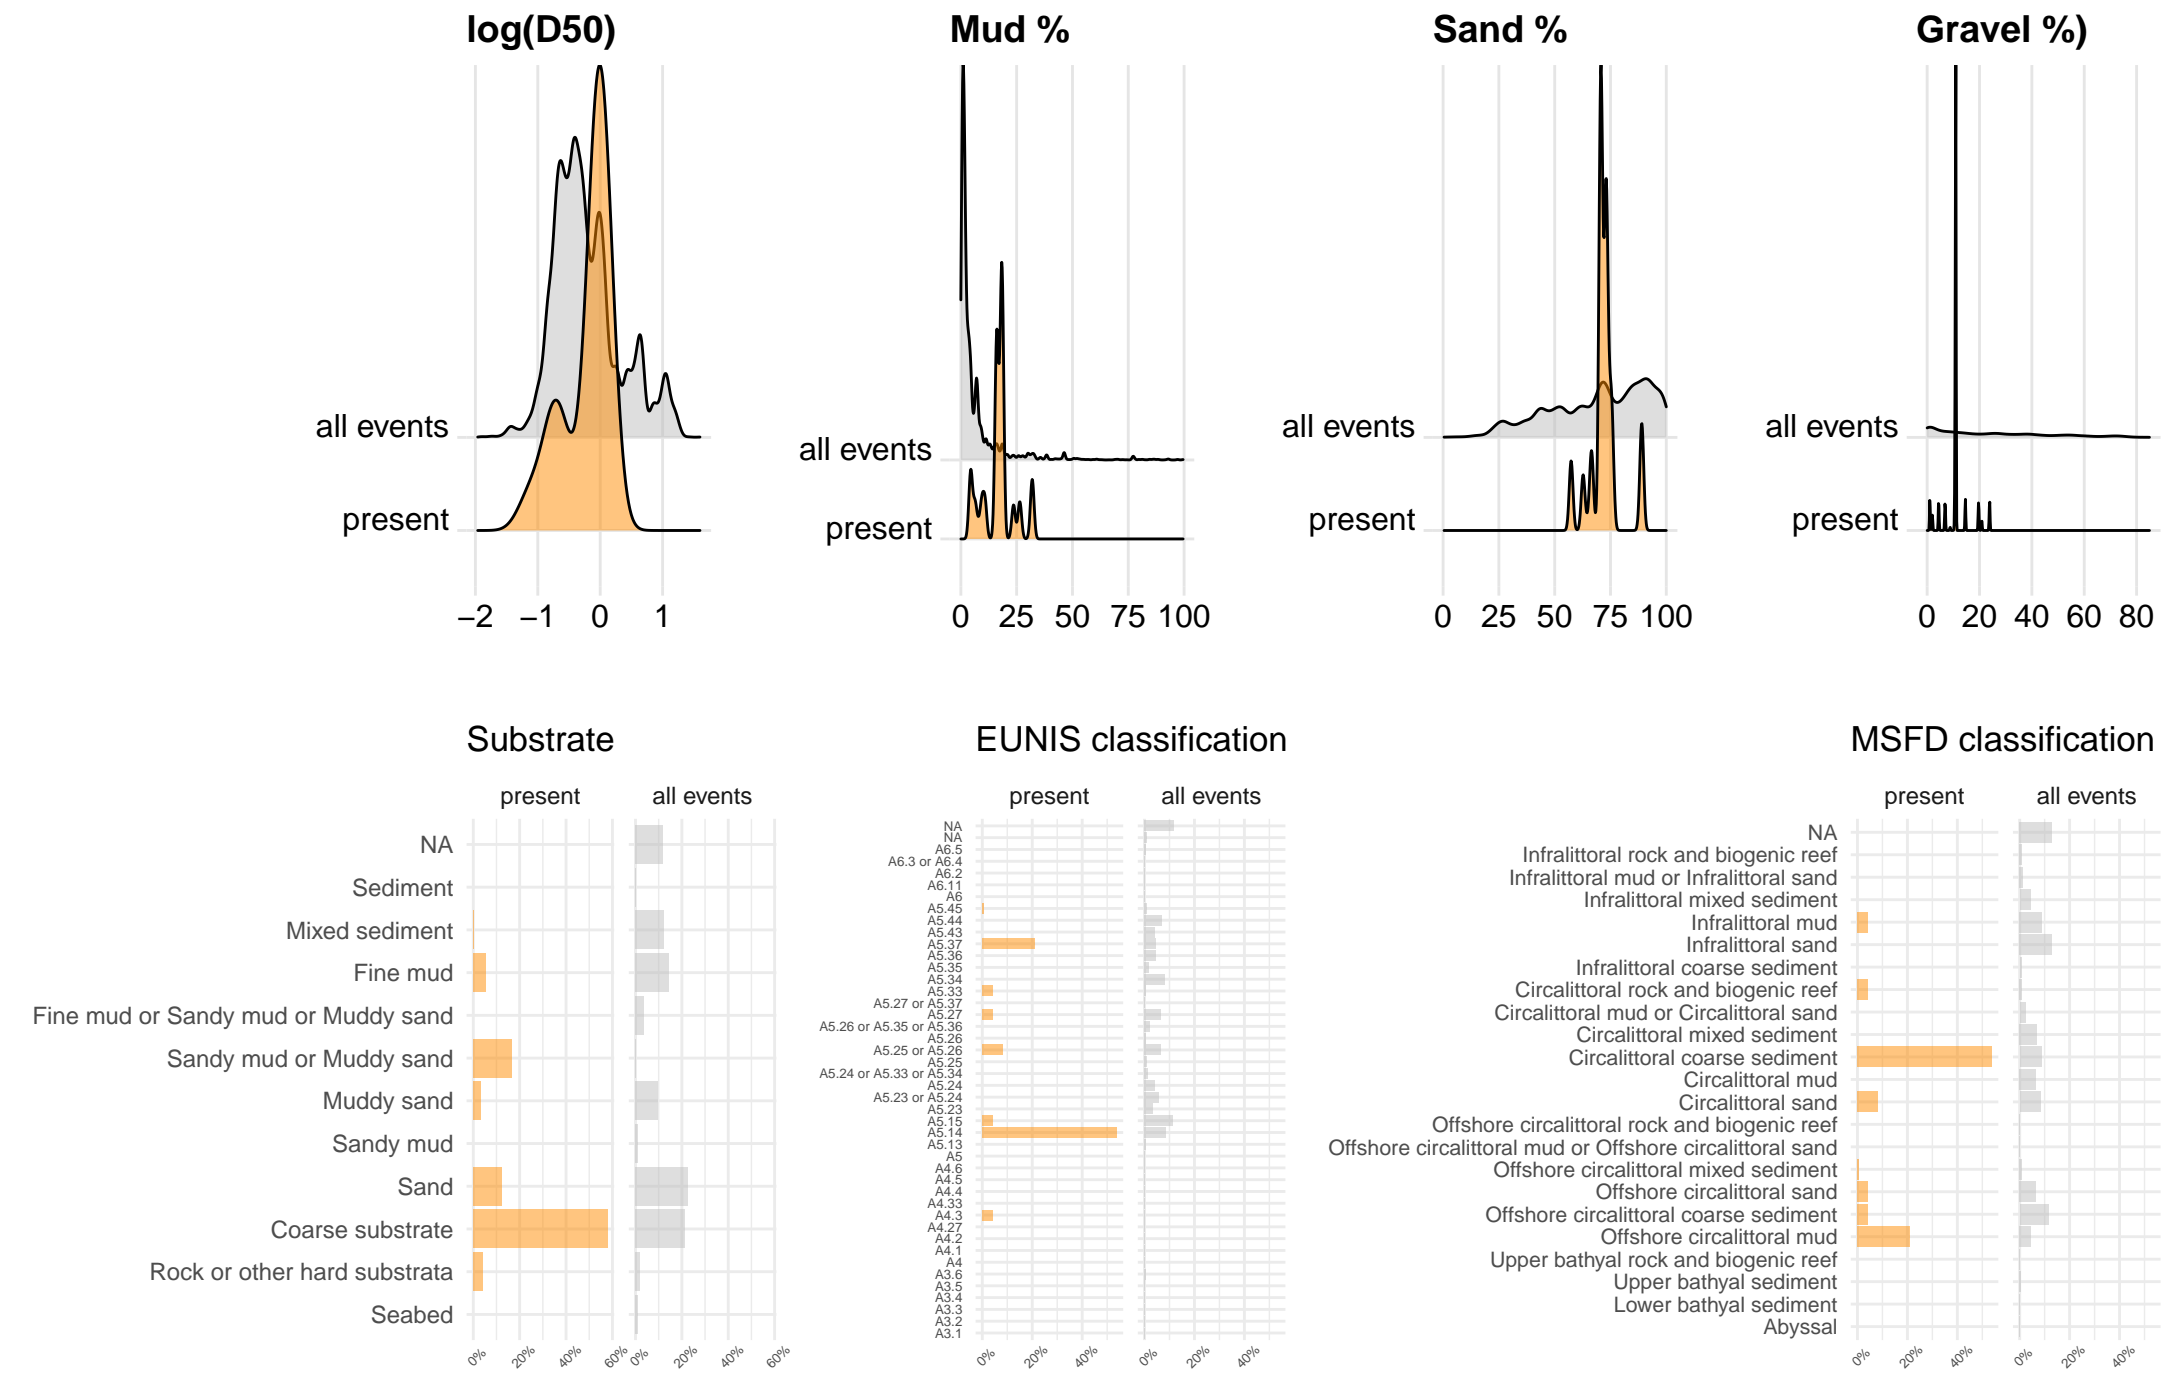 log(D50)
Mud %
Sand %
Gravel %)
all events
present
−2 −1 0 1
all events
present
0 25 50 75 100
all events
present
0 25 50 75 100
all events
present
0 20 40 60 80
Substrate
present all events
NA
Sediment
Mixed sediment
Fine mud
Fine mud or Sandy mud or Muddy sand
Sandy mud or Muddy sand
Muddy sand
Sandy mud
Sand
Coarse substrate
Rock or other hard substrata
Seabed
0% 20% 40% 60% 0% 20% 40% 60%
EUNIS classification
present all events
NA
NA
A6.5
A6.3 or A6.4
A6.2
A6.11
A6
A5.45
A5.44
A5.43
A5.37
A5.36
A5.35
A5.34
A5.33
A5.27 or A5.37
A5.27
A5.26 or A5.35 or A5.36
A5.26
A5.25 or A5.26
A5.25
A5.24 or A5.33 or A5.34
A5.24
A5.23 or A5.24
A5.23
A5.15
A5.14
A5.13
A5
A4.6
A4.5
A4.4
A4.33
A4.3
A4.27
A4.2
A4.1
A4
A3.6
A3.5
A3.4
A3.3
A3.2
A3.1
0% 20% 40% 0% 20% 40%
MSFD classification
present all events
NA
Infralittoral rock and biogenic reef
Infralittoral mud or Infralittoral sand
Infralittoral mixed sediment
Infralittoral mud
Infralittoral sand
Infralittoral coarse sediment
Circalittoral rock and biogenic reef
Circalittoral mud or Circalittoral sand
Circalittoral mixed sediment
Circalittoral coarse sediment
Circalittoral mud
Circalittoral sand
Offshore circalittoral rock and biogenic reef
Offshore circalittoral mud or Offshore circalittoral sand
Offshore circalittoral mixed sediment
Offshore circalittoral sand
Offshore circalittoral coarse sediment
Offshore circalittoral mud
Upper bathyal rock and biogenic reef
Upper bathyal sediment
Lower bathyal sediment
Abyssal
0% 20% 40% 0% 20% 40%